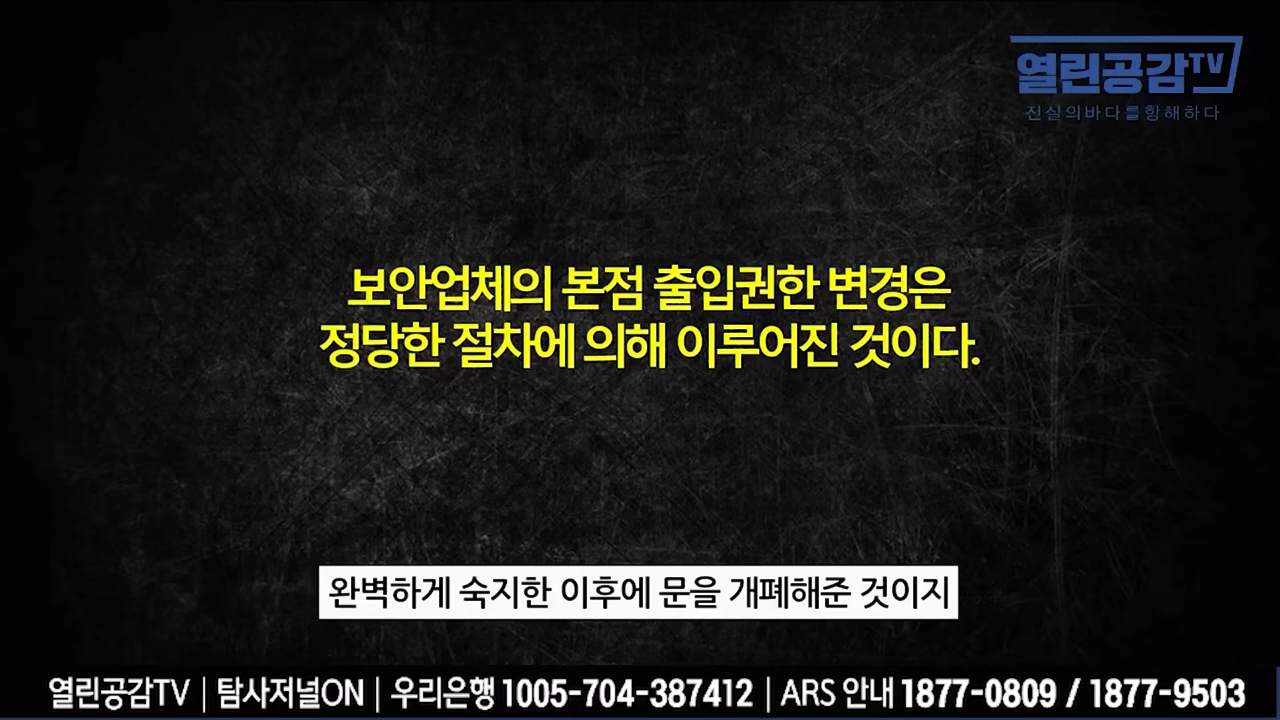 열린공감TV
진실의바다를항해하다
보안업체의 본점 출입권한 변경은
정당한 절차에 의해 이루어진 것이다.
완벽하게 숙지한 이후에 문을 개폐해준 것이지
열린공감TV | 탐사저널ON | 우리은행 1005-704-387412 | ARS 안내 1877-0809 / 1877-9503